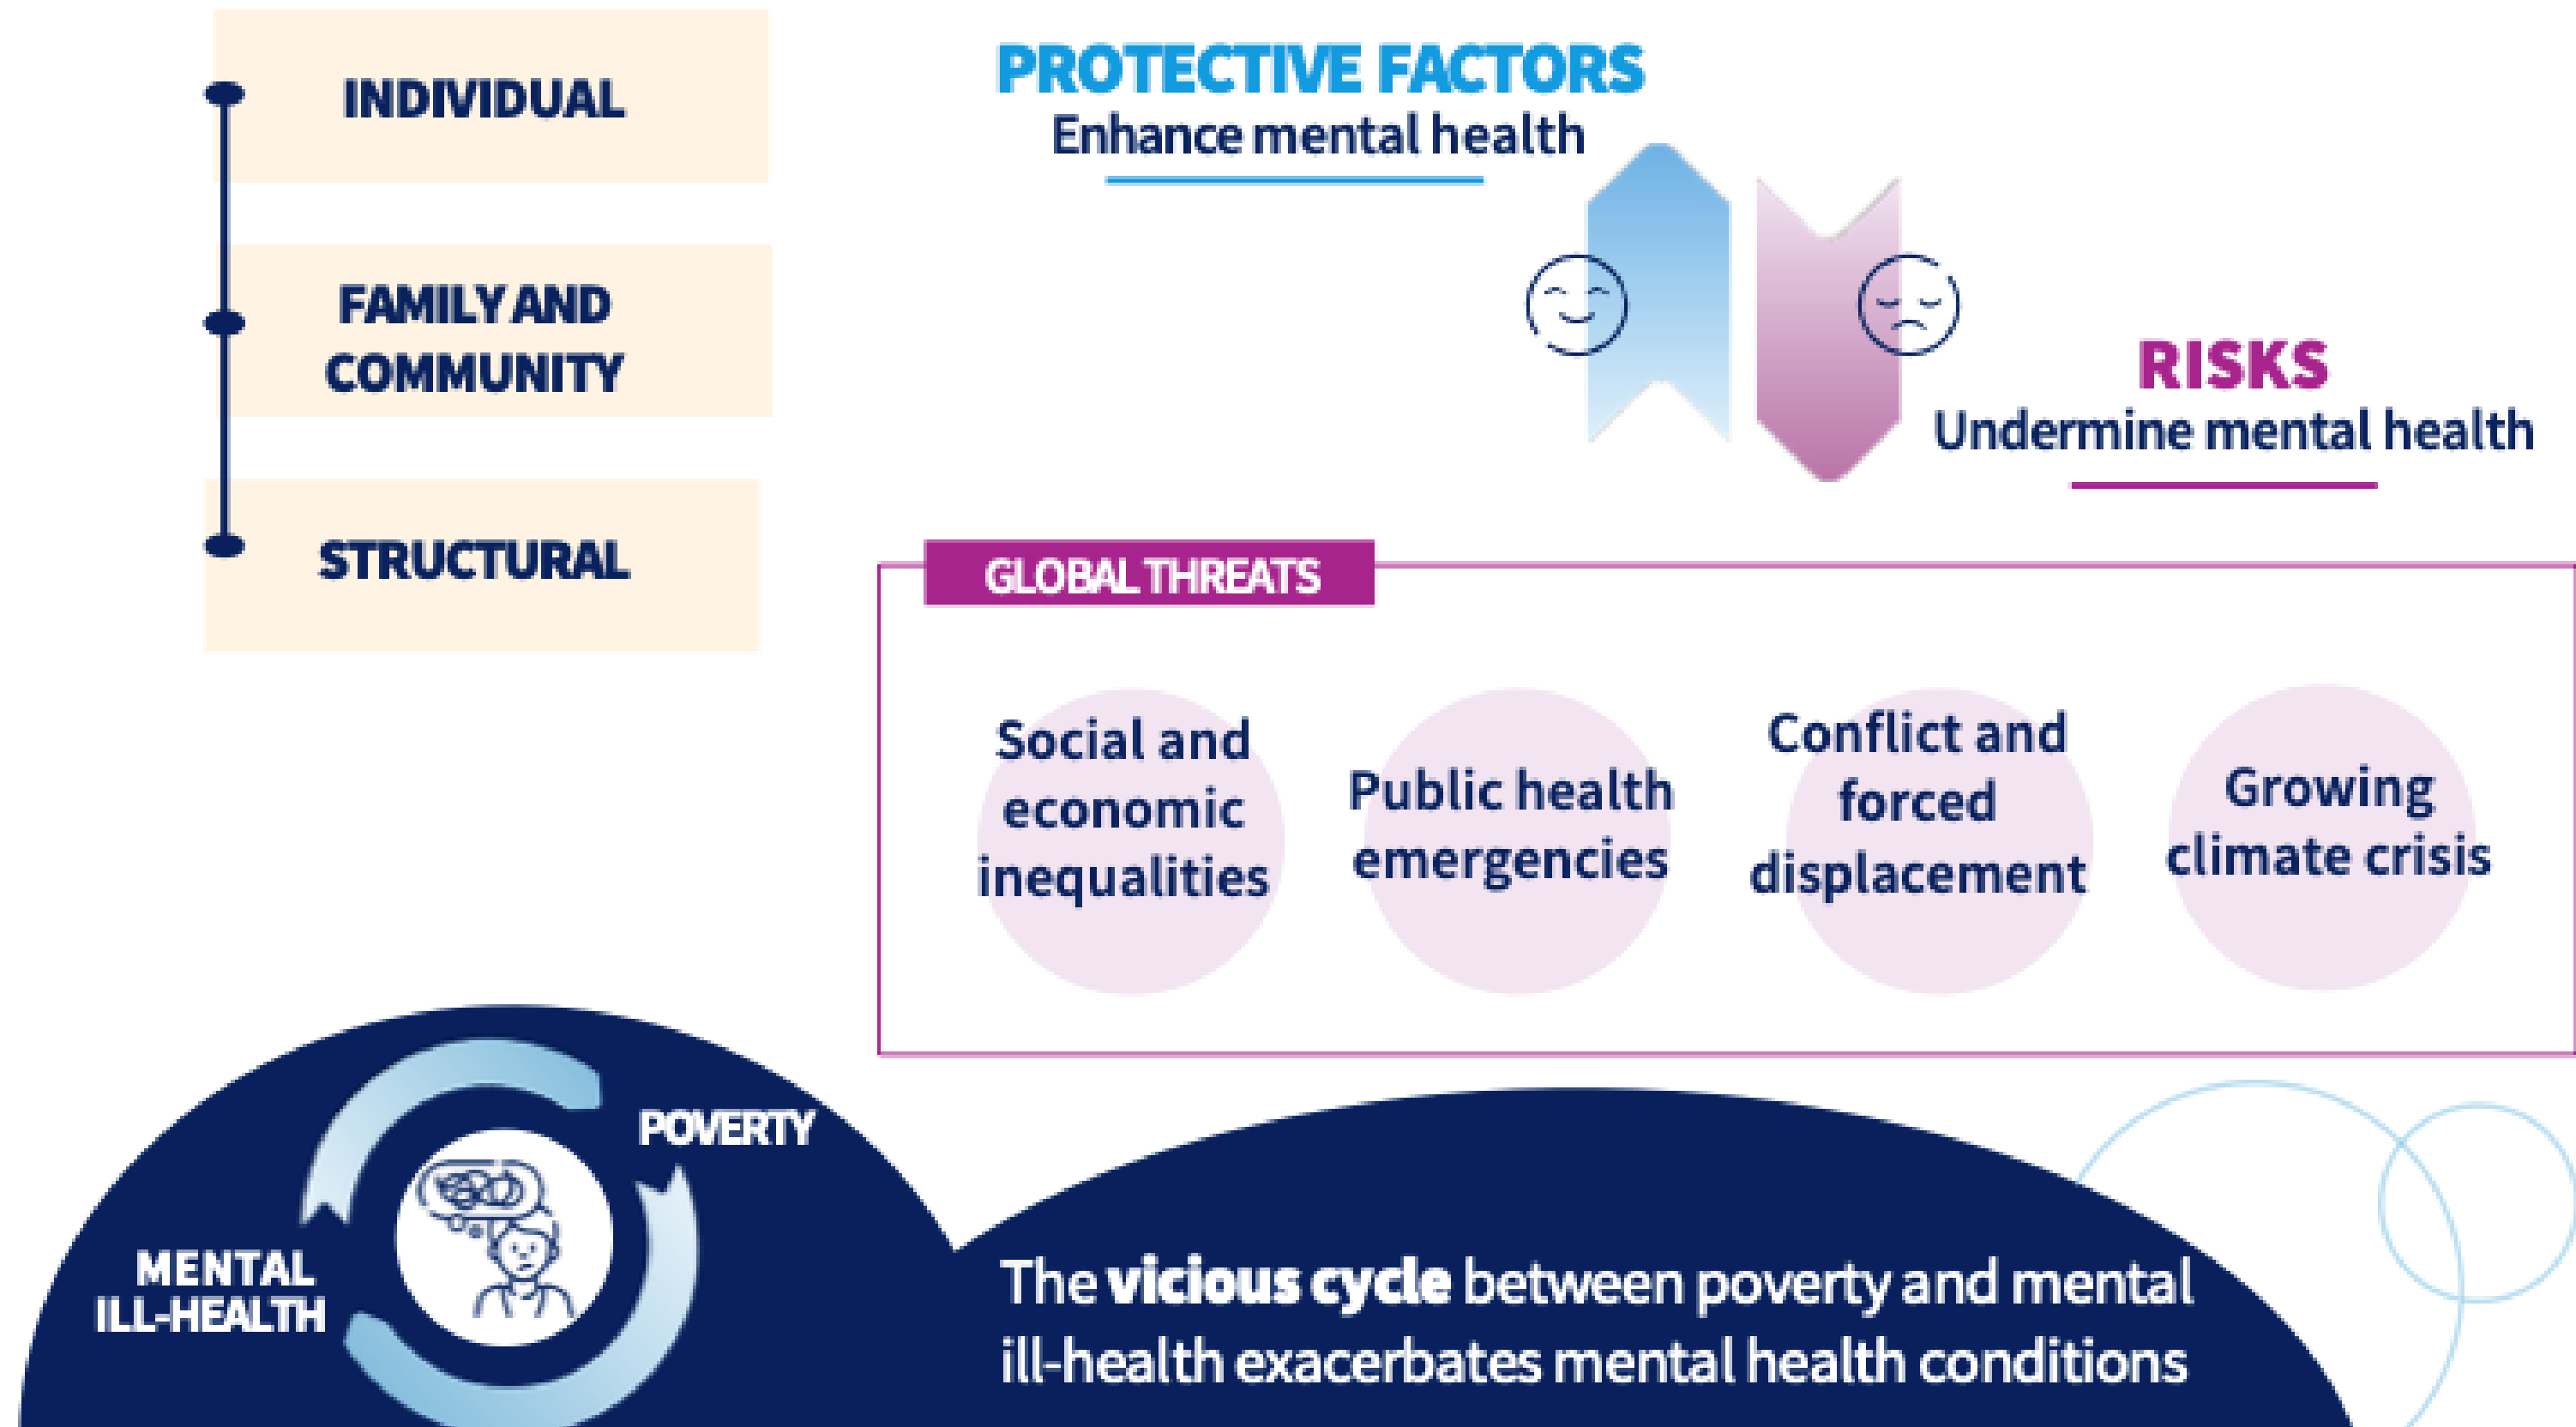 INDIVIDUAL
FAMILY AND
COMMUNITY
STRUCTURAL
PROTECTIVE FACTORS
Enhance mental health
RISKS
Undermine mental health
GLOBAL THREATS
Social and
economic
inequalities
Public health
emergencies
Conflict and
forced
displacement
Growing
climate crisis
POVERTY
MENTAL
ILL-HEALTH
The vicious cycle between poverty and mental
ill-health exacerbates mental health conditions